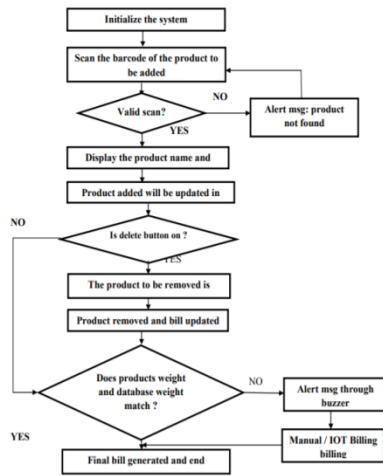 Initialize the system
Scan the barcode of the product to
be added
NO
Valid scan?
Alert msg: product
not found
YES
Display the product name and
Product added will be updated in
NO
Is delete button on ?
YES
The product to be removed is
Product removed and bill updated
Does products weight
and database weight
match ?
NO
Alert msg through
buzzer
YES
Manual / IOT Billing
billing
Final bill generated and end